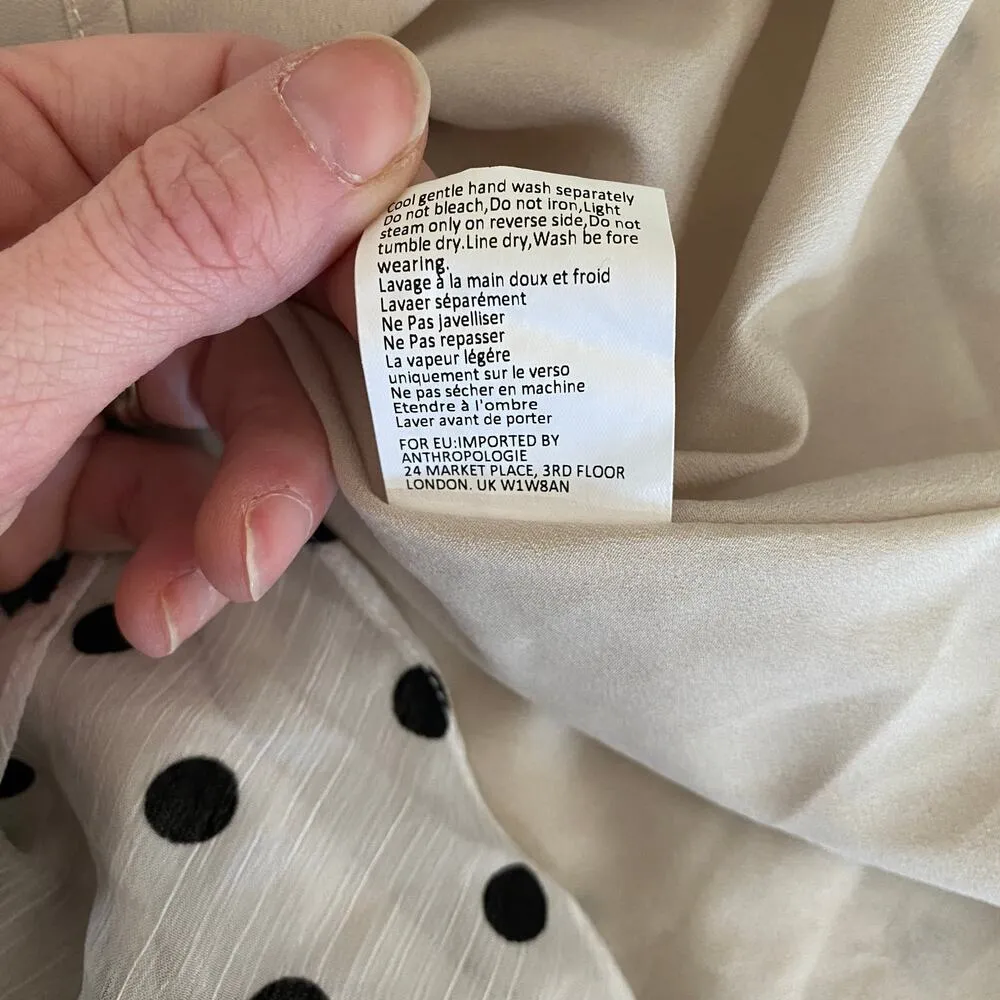 Cool gentle hand wash separately
Do not bleach,Do not iron,Light
steam only on reverse side,Do not
tumble dry.Line dry,Wash be fore
wearing.
Lavage à la main doux et froid
Lavaer séparément
Ne Pas javelliser
Ne Pas repasser
La vapeur légére
uniquement sur le verso
Ne pas sécher en machine
Etendre à l'ombre
Laver avant de porter
FOR EU:IMPORTED BY
ANTHROPOLOGIE
24 MARKET PLACE, 3RD FLOOR
LONDON. UK W1W8AN